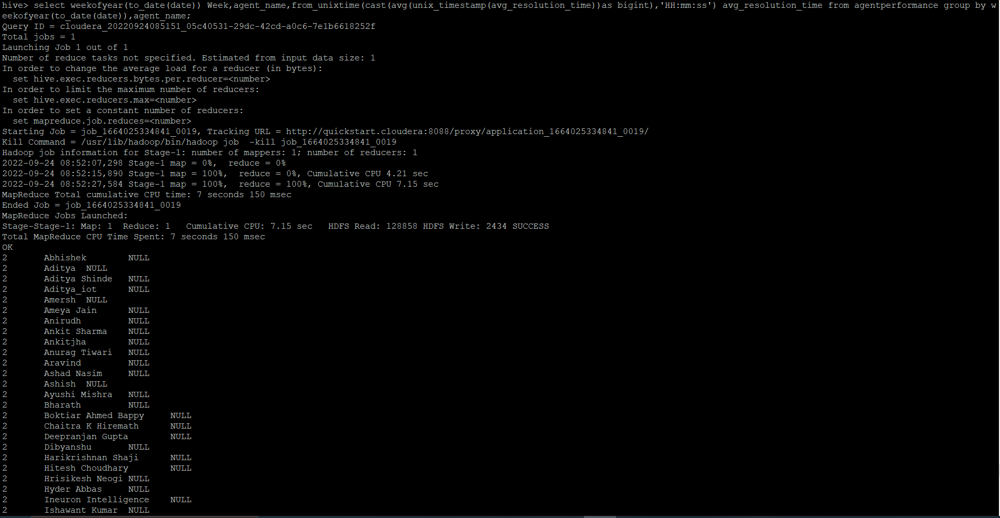 hive> select weekofyear(to_date(date)) Week,agent_name,from_unixtime(cast(avg(unix_timestamp(avg_resolution_time))as bigint),'HH:mm:ss') avg_resolution_time from agentperformance group by w
eekofyear(to_date(date)),agent_name;
Query ID = cloudera_20220924085151_05c40531-29dc-42cd-a0c6-7e1b6618252f
Total jobs = 1
Launching Job 1 out of 1
Number of reduce tasks not specified. Estimated from input data size: 1
In order to change the average load for a reducer (in bytes):
  set hive.exec.reducers.bytes.per.reducer=<number>
In order to limit the maximum number of reducers:
  set hive.exec.reducers.max=<number>
In order to set a constant number of reducers:
  set mapreduce.job.reduces=<number>
Starting Job = job_1664025334841_0019, Tracking URL = http://quickstart.cloudera:8088/proxy/application_1664025334841_0019/
Kill Command = /usr/lib/hadoop/bin/hadoop job  -kill job_1664025334841_0019
Hadoop job information for Stage-1: number of mappers: 1; number of reducers: 1
2022-09-24 08:52:07,298 Stage-1 map = 0%,  reduce = 0%
2022-09-24 08:52:15,890 Stage-1 map = 100%,  reduce = 0%, Cumulative CPU 4.21 sec
2022-09-24 08:52:27,584 Stage-1 map = 100%,  reduce = 100%, Cumulative CPU 7.15 sec
MapReduce Total cumulative CPU time: 7 seconds 150 msec
Ended Job = job_1664025334841_0019
MapReduce Jobs Launched:
Stage-Stage-1: Map: 1  Reduce: 1   Cumulative CPU: 7.15 sec   HDFS Read: 128858 HDFS Write: 2434 SUCCESS
Total MapReduce CPU Time Spent: 7 seconds 150 msec
OK
2       Abhishek        NULL
2       Aditya  NULL
2       Aditya Shinde   NULL
2       Aditya_iot      NULL
2       Amersh  NULL
2       Ameya Jain      NULL
2       Anirudh         NULL
2       Ankit Sharma    NULL
2       Ankitjha        NULL
2       Anurag Tiwari   NULL
2       Aravind         NULL
2       Ashad Nasim     NULL
2       Ashish  NULL
2       Ayushi Mishra   NULL
2       Bharath         NULL
2       Boktiar Ahmed Bappy     NULL
2       Chaitra K Hiremath      NULL
2       Deepranjan Gupta        NULL
2       Dibyanshu       NULL
2       Harikrishnan Shaji      NULL
2       Hitesh Choudhary        NULL
2       Hrisikesh Neogi NULL
2       Hyder Abbas     NULL
2       Ineuron Intelligence    NULL
2       Ishawant Kumar  NULL